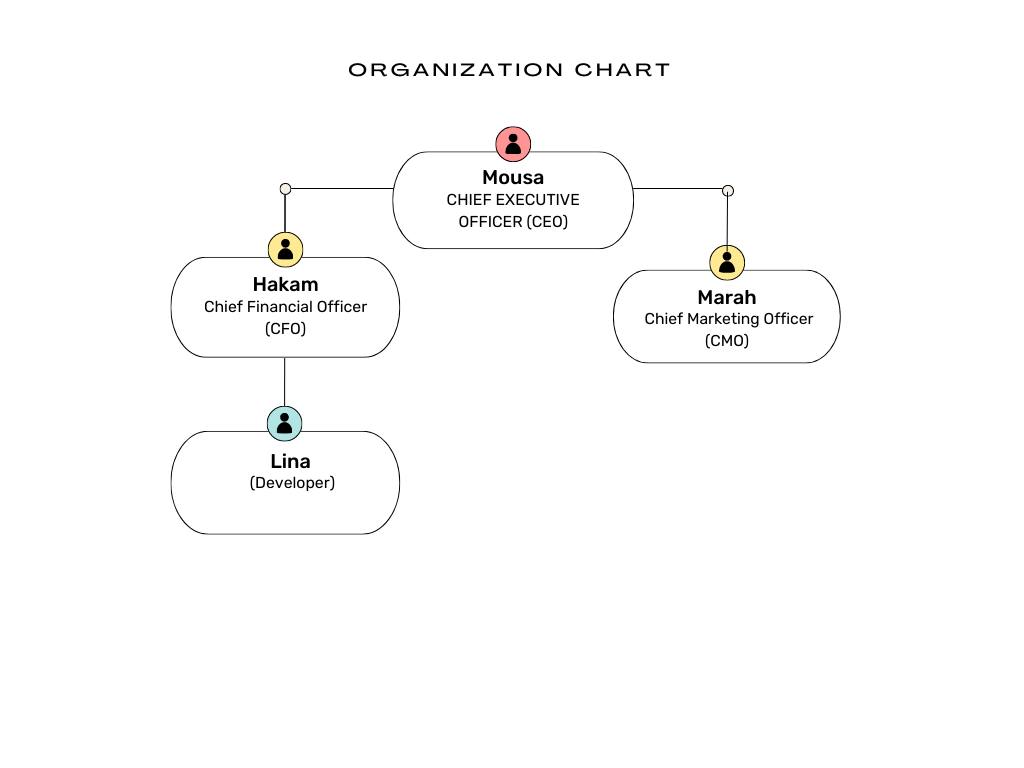 ORGANIZATION CHART
Mousa
CHIEF EXECUTIVE
OFFICER (CEO)
Hakam
Chief Financial Officer
(CFO)
Marah
Chief Marketing Officer
(CMO)
Lina
(Developer)